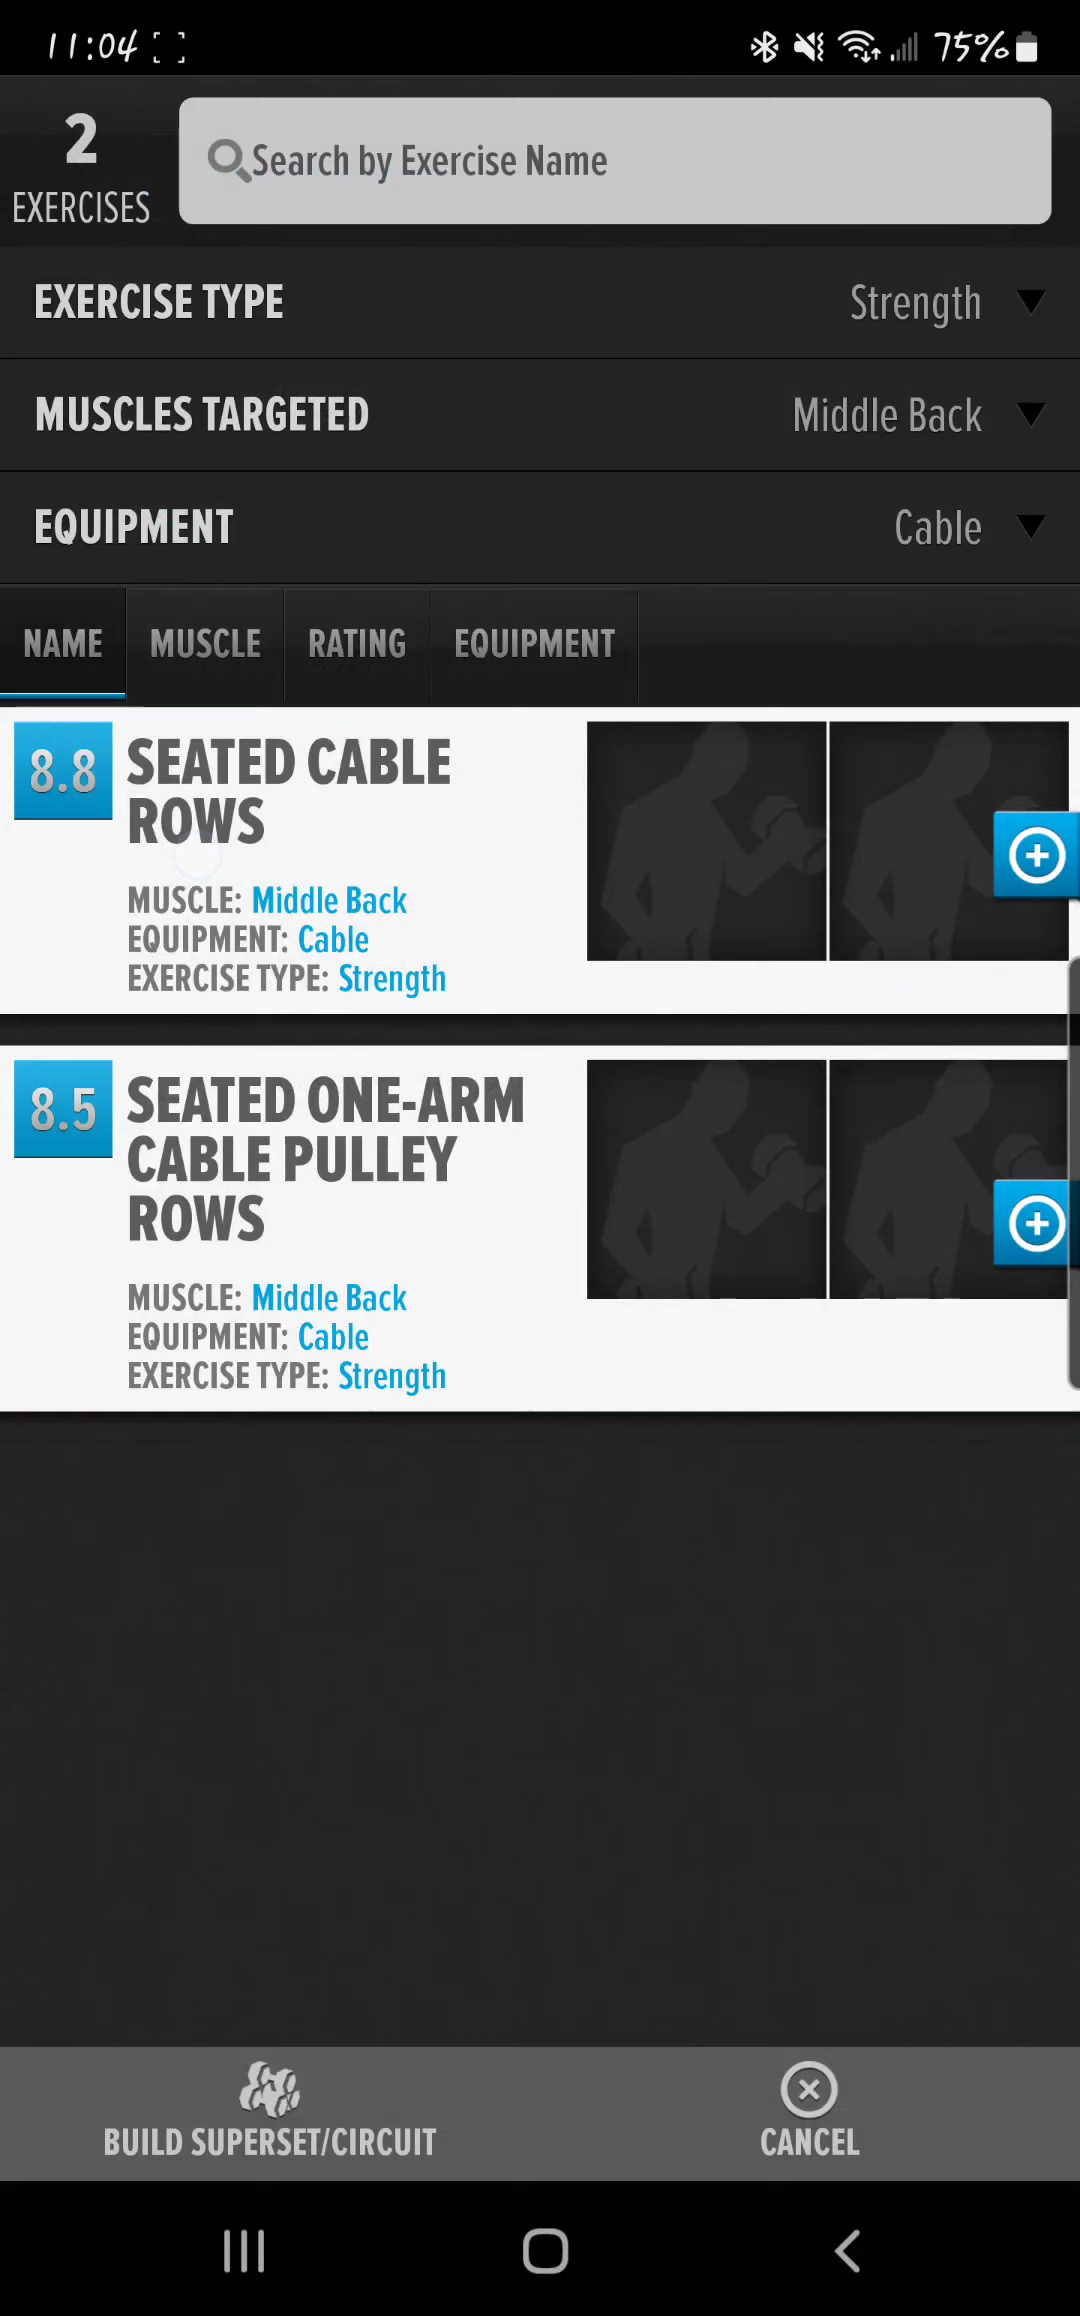 11:04 75%
2
EXERCISES
Search by Exercise Name
EXERCISE TYPE Strength
MUSCLES TARGETED Middle Back
EQUIPMENT Cable
NAME MUSCLE RATING EQUIPMENT
8.8 SEATED CABLE
ROWS
MUSCLE: Middle Back
EQUIPMENT: Cable
EXERCISE TYPE: Strength
8.5 SEATED ONE-ARM
CABLE PULLEY
ROWS
MUSCLE: Middle Back
EQUIPMENT: Cable
EXERCISE TYPE: Strength
BUILD SUPERSET/CIRCUIT CANCEL